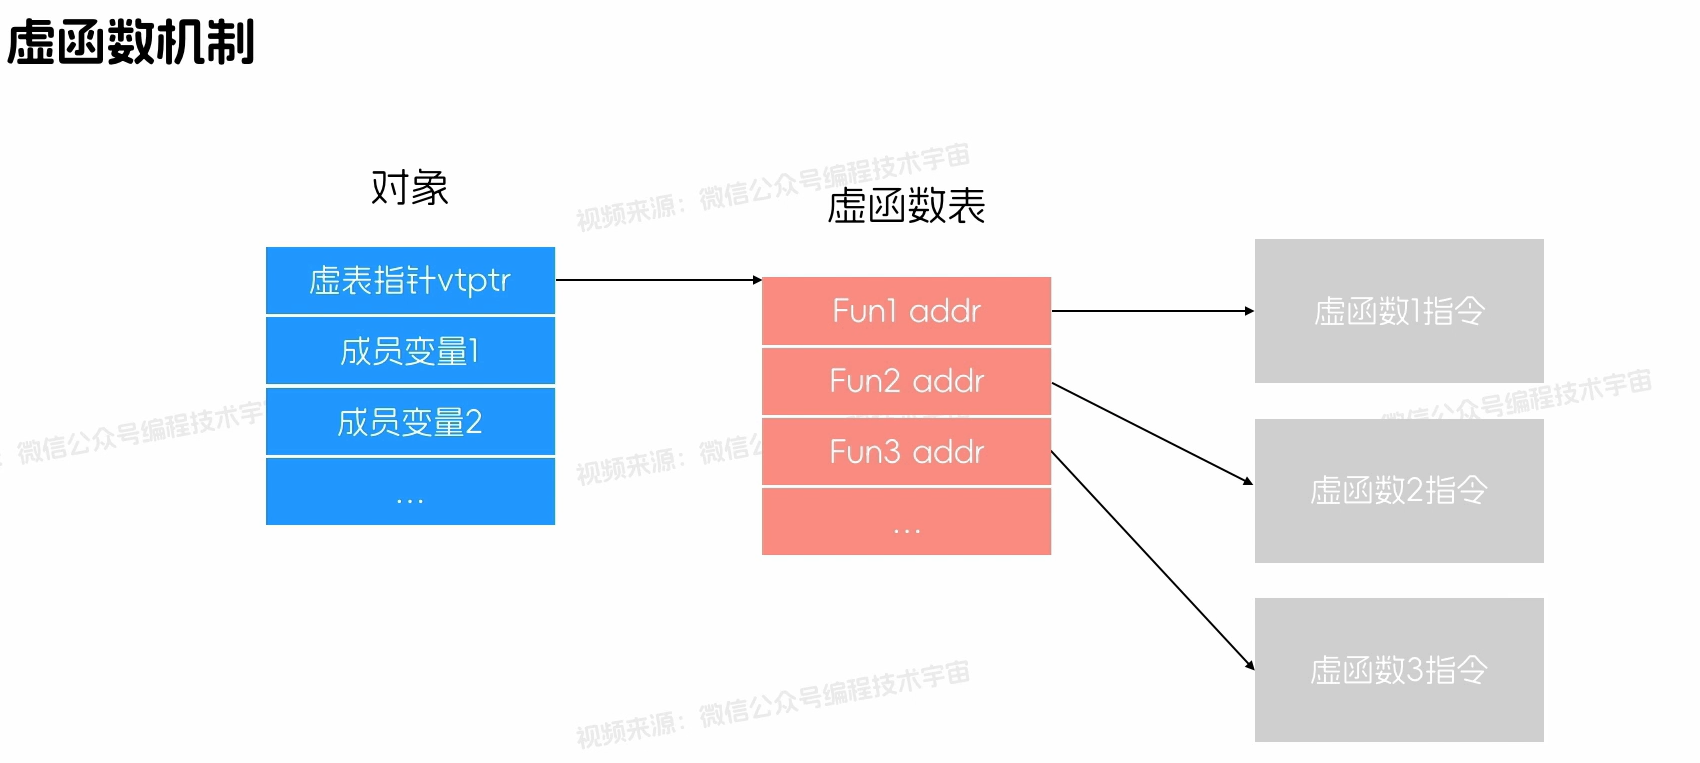 虚函数机制
对象
虚表指针vtptr
成员变量1
成员变量2
...
虚函数表
Fun1 addr
Fun2 addr
Fun3 addr
...
虚函数1指令
虚函数2指令
虚函数3指令
视频来源：微信公众号编程技术宇宙
微信公众号编程技术宇
视频来源：微信
微信公众号编程技术宇宙
视频来源：微信公众号编程技术宇宙